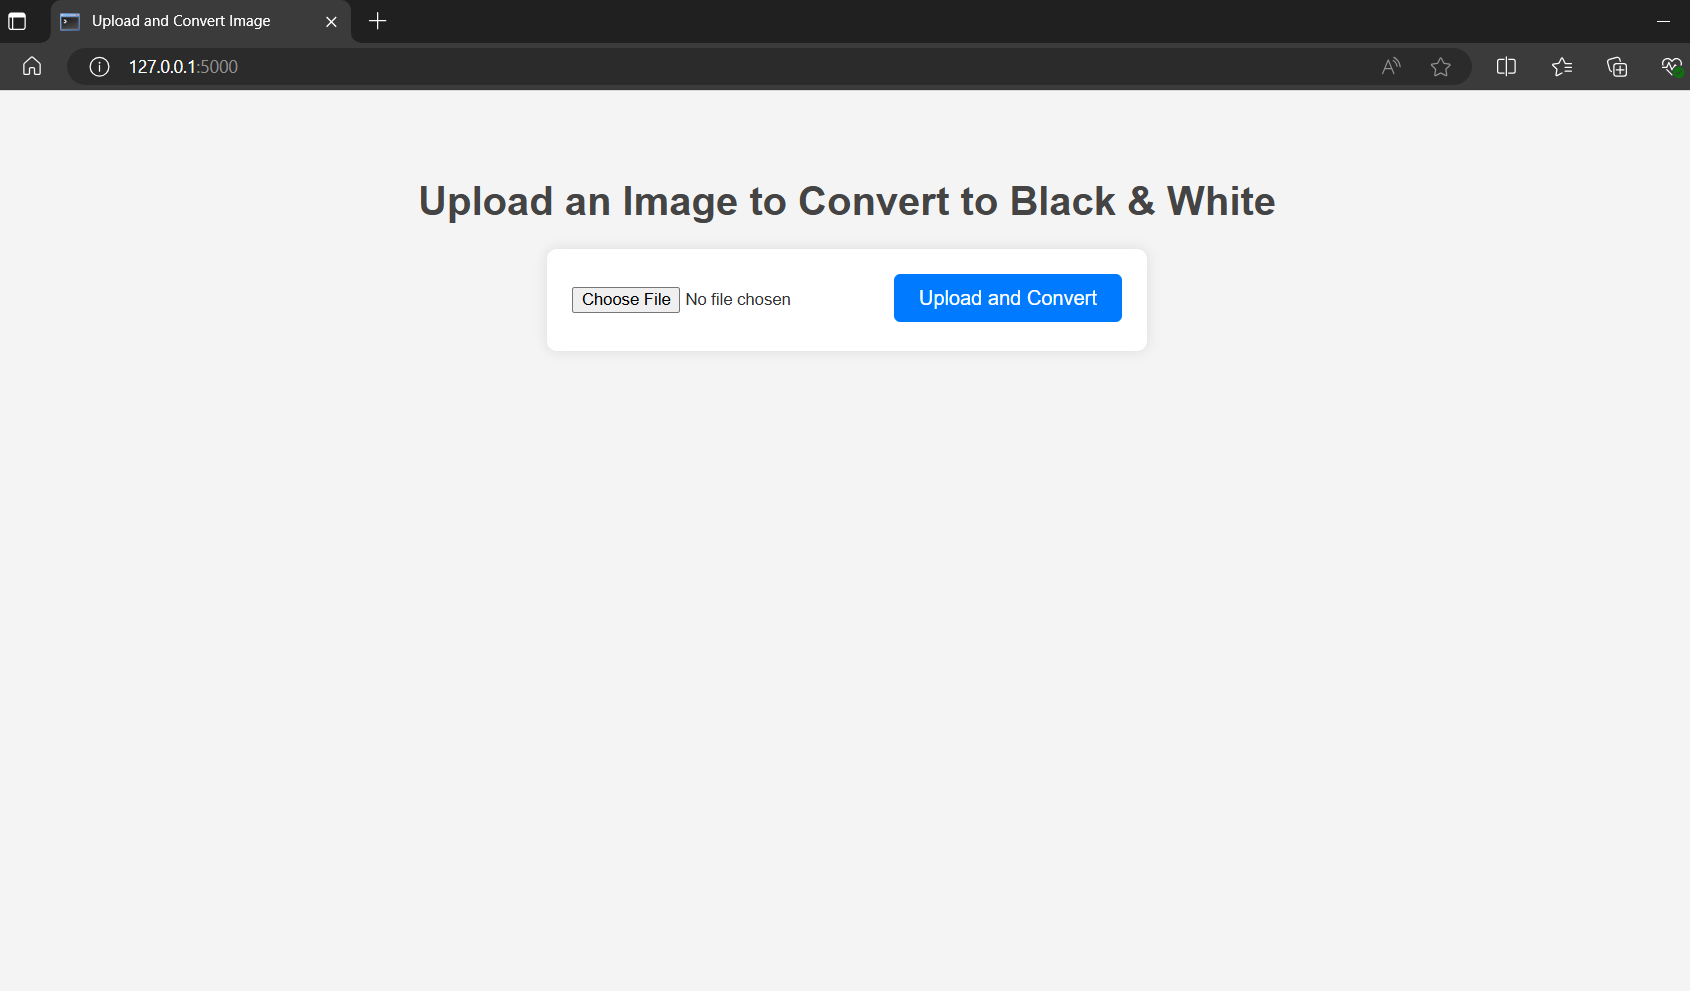 Upload and Convert Image
127.0.0.1:5000
Upload an Image to Convert to Black & White
Choose File No file chosen
Upload and Convert